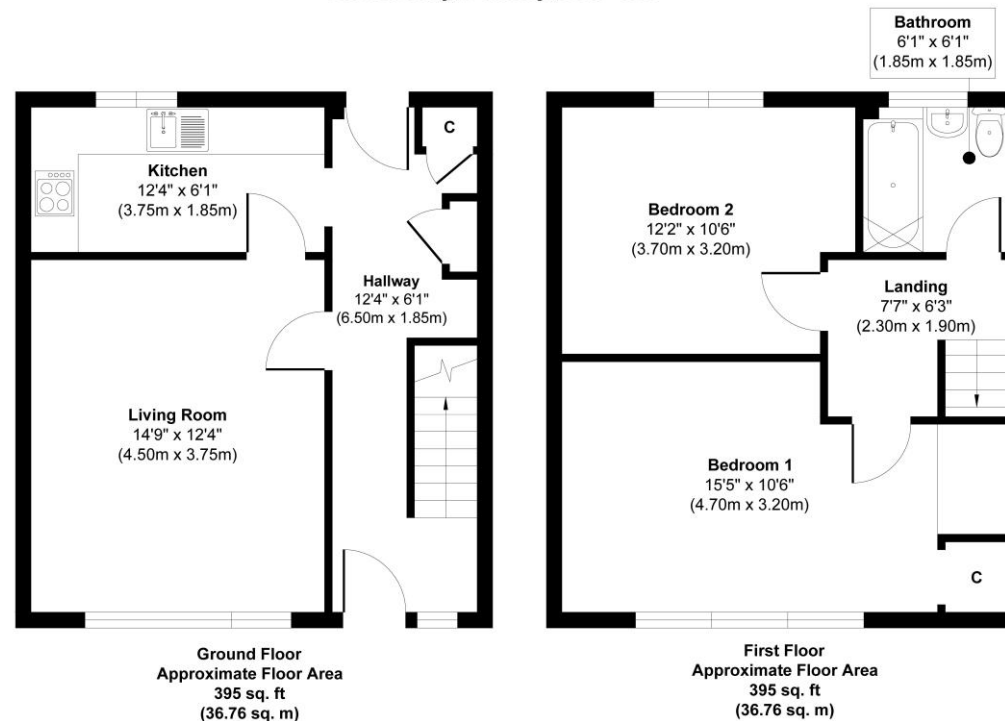 Kitchen
12'4" x 6'1"
(3.75m x 1.85m)
C
Hallway
12'4" x 6'1"
(6.50m x 1.85m)
Living Room
14'9" x 12'4"
(4.50m x 3.75m)
Ground Floor
Approximate Floor Area
395 sq. ft
(36.76 sq. m)
Bathroom
6'1" x 6'1"
(1.85m x 1.85m)
Bedroom 2
12'2" x 10'6"
(3.70m x 3.20m)
Landing
7'7" x 6'3"
(2.30m x 1.90m)
Bedroom 1
15'5" x 10'6"
(4.70m x 3.20m)
C
First Floor
Approximate Floor Area
395 sq. ft
(36.76 sq. m)